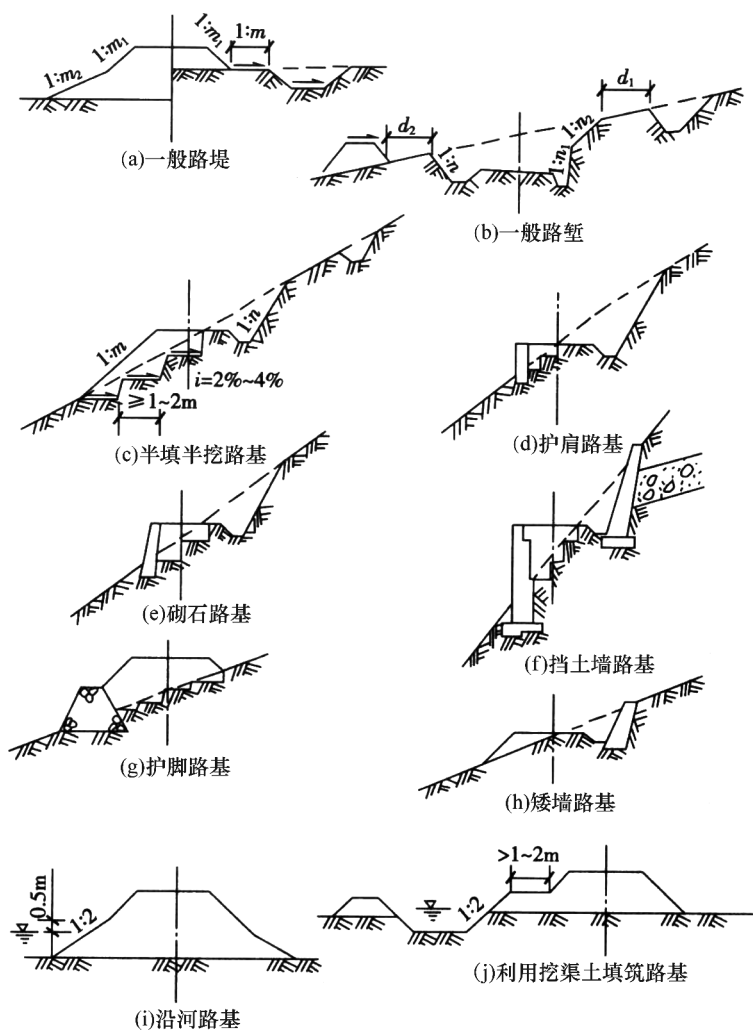 1:m₂
1:m₁
1:m₁
1:m
(a)一般路堤
d₂
1:n
1:n₁
1:n₂
d₁
(b)一般路堑
1:m
1:n
i=2%~4%
≥1~2m
(c)半填半挖路基
(d)护肩路基
(e)砌石路基
(f)挡土墙路基
(g)护脚路基
(h)矮墙路基
0.5m
1:2
(i)沿河路基
>1~2m
1:2
(j)利用挖渠土填筑路基